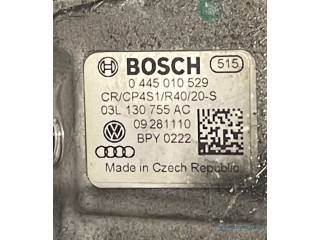 BOSCH 515
0 445 010 529
CR/CP4S1/R40/20-S
03L 130 755 AC
09281110
BPY 0222
Made in Czech Republic